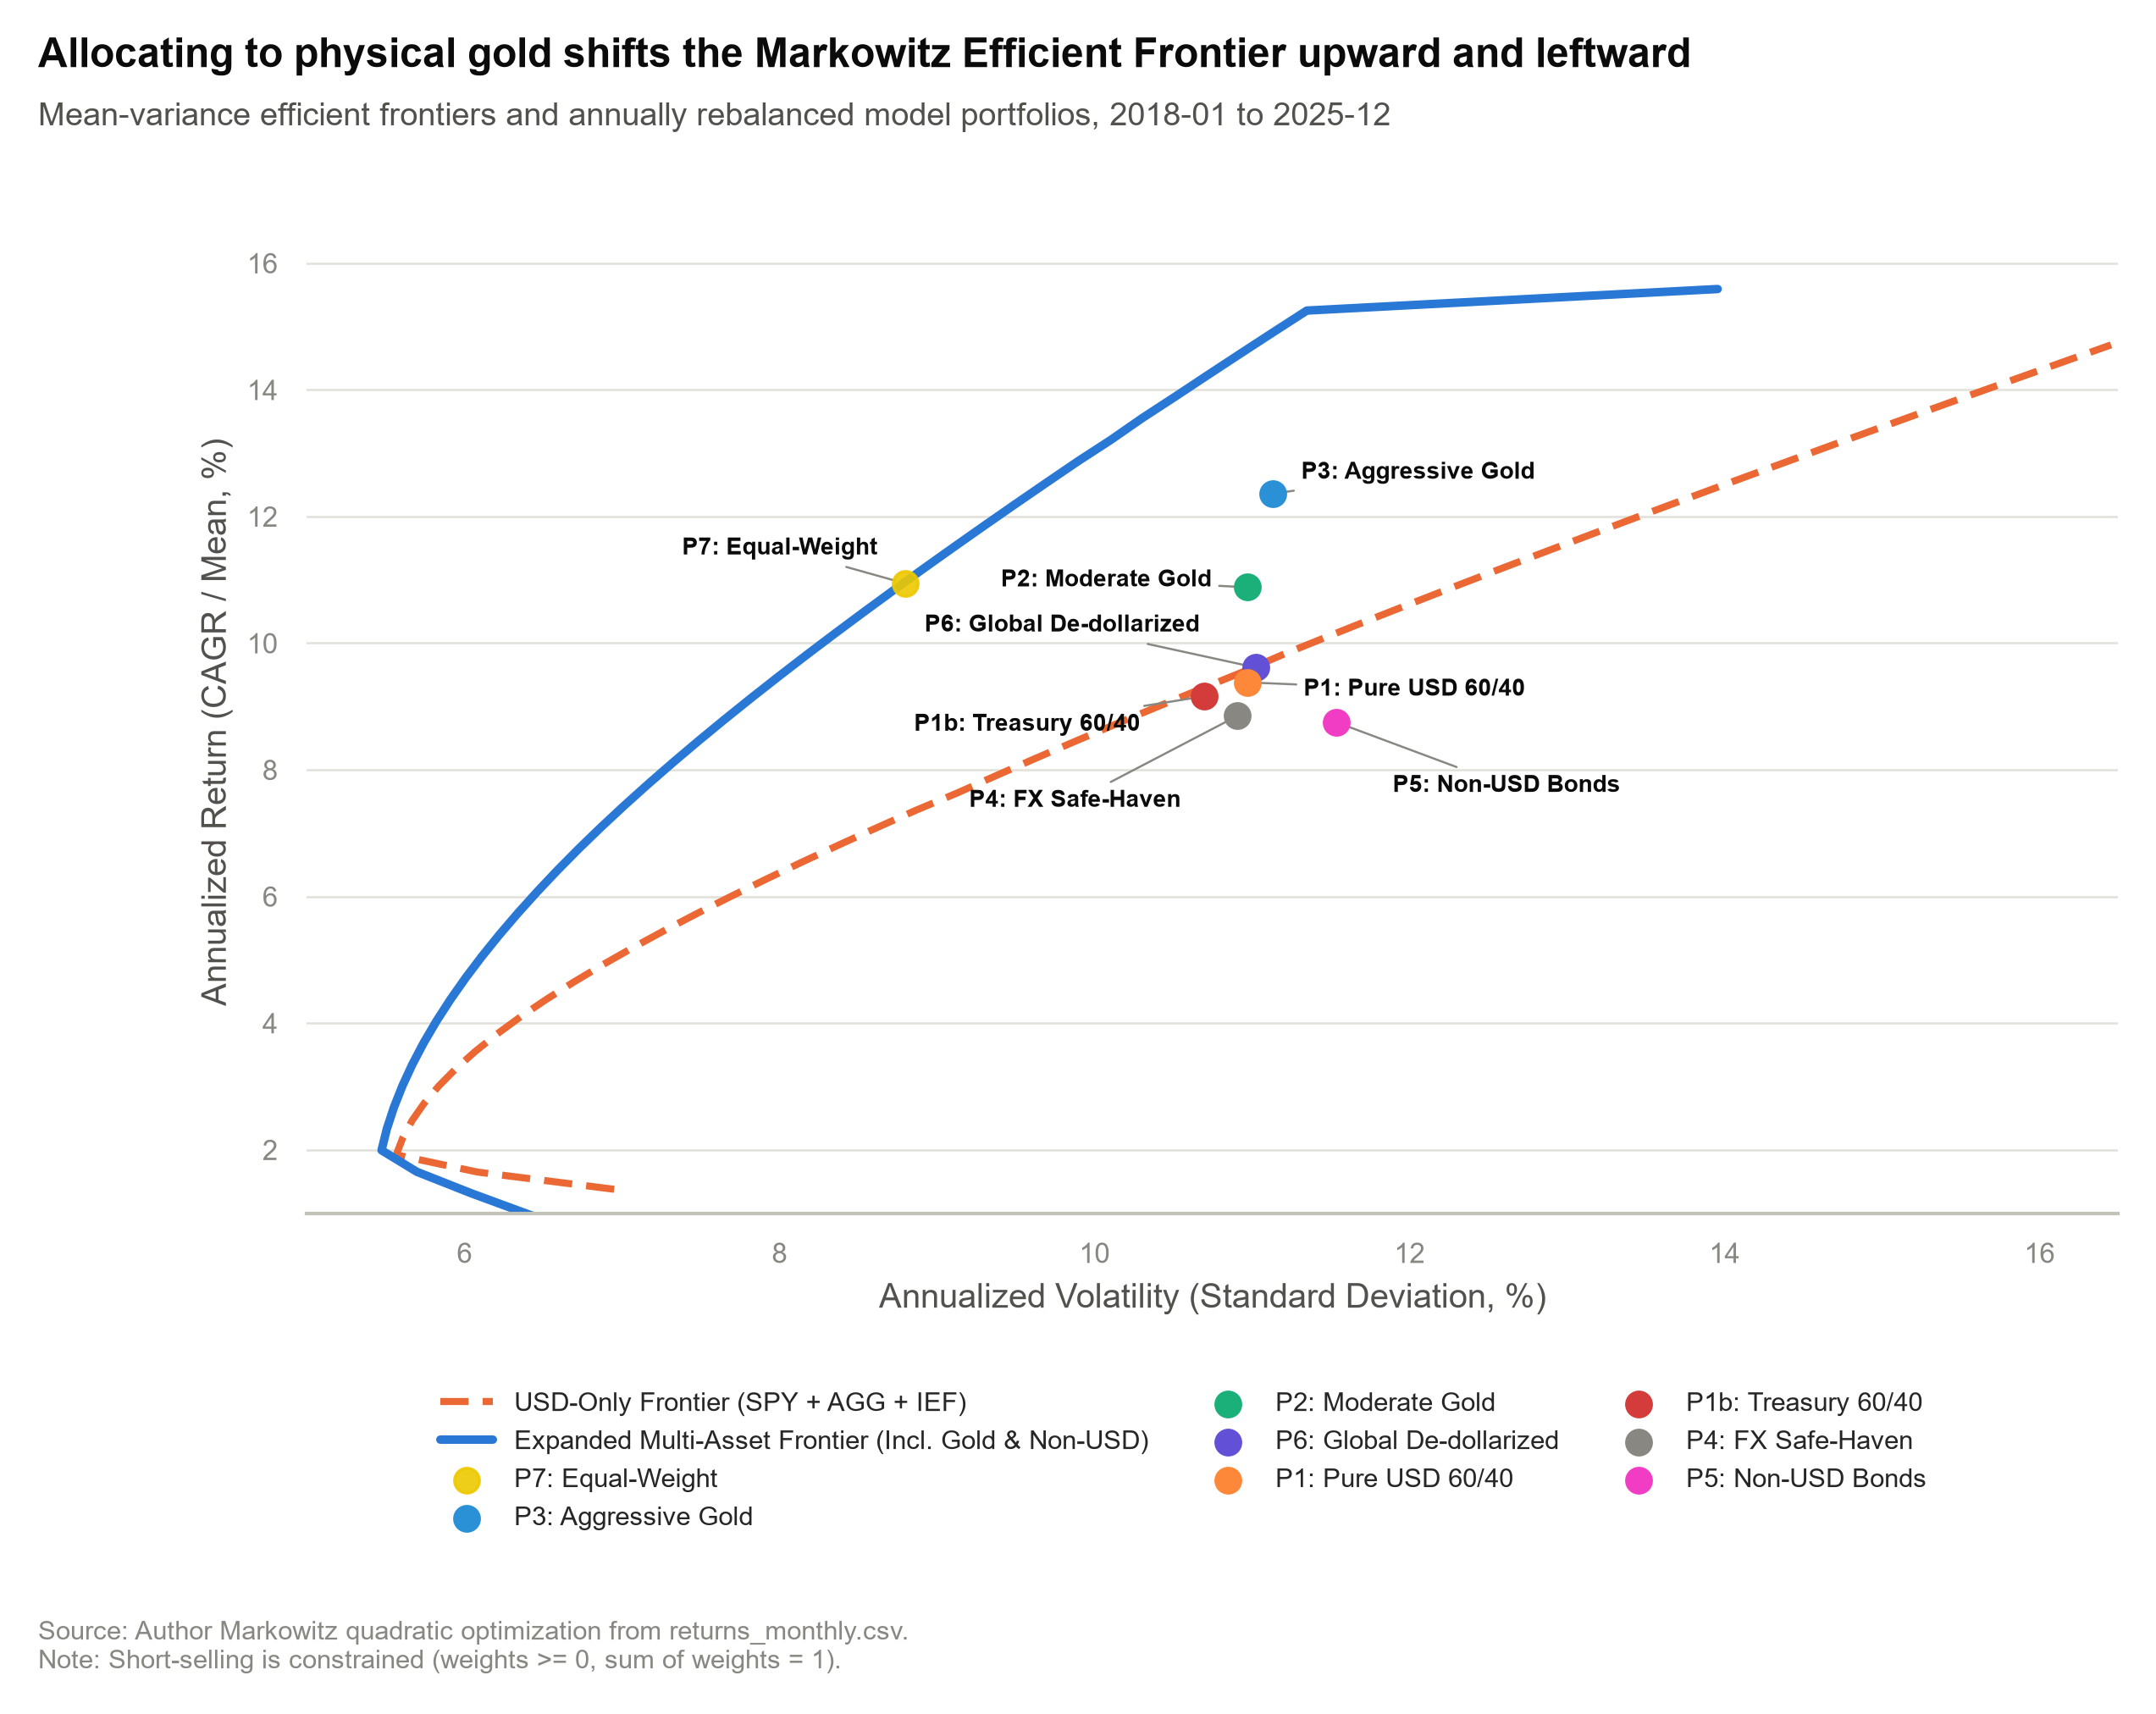 Allocating to physical gold shifts the Markowitz Efficient Frontier upward and leftward
Mean-variance efficient frontiers and annually rebalanced model portfolios, 2018-01 to 2025-12
Annualized Return (CAGR / Mean, %)
16
14
12
10
8
6
4
2
P3: Aggressive Gold
P7: Equal-Weight
P2: Moderate Gold
P6: Global De-dollarized
P1: Pure USD 60/40
P1b: Treasury 60/40
P5: Non-USD Bonds
P4: FX Safe-Haven
6
8
10
12
14
16
Annualized Volatility (Standard Deviation, %)
USD-Only Frontier (SPY + AGG + IEF)
Expanded Multi-Asset Frontier (Incl. Gold & Non-USD)
P7: Equal-Weight
P3: Aggressive Gold
P2: Moderate Gold
P6: Global De-dollarized
P1: Pure USD 60/40
P1b: Treasury 60/40
P4: FX Safe-Haven
P5: Non-USD Bonds
Source: Author Markowitz quadratic optimization from returns_monthly.csv.
Note: Short-selling is constrained (weights >= 0, sum of weights = 1).